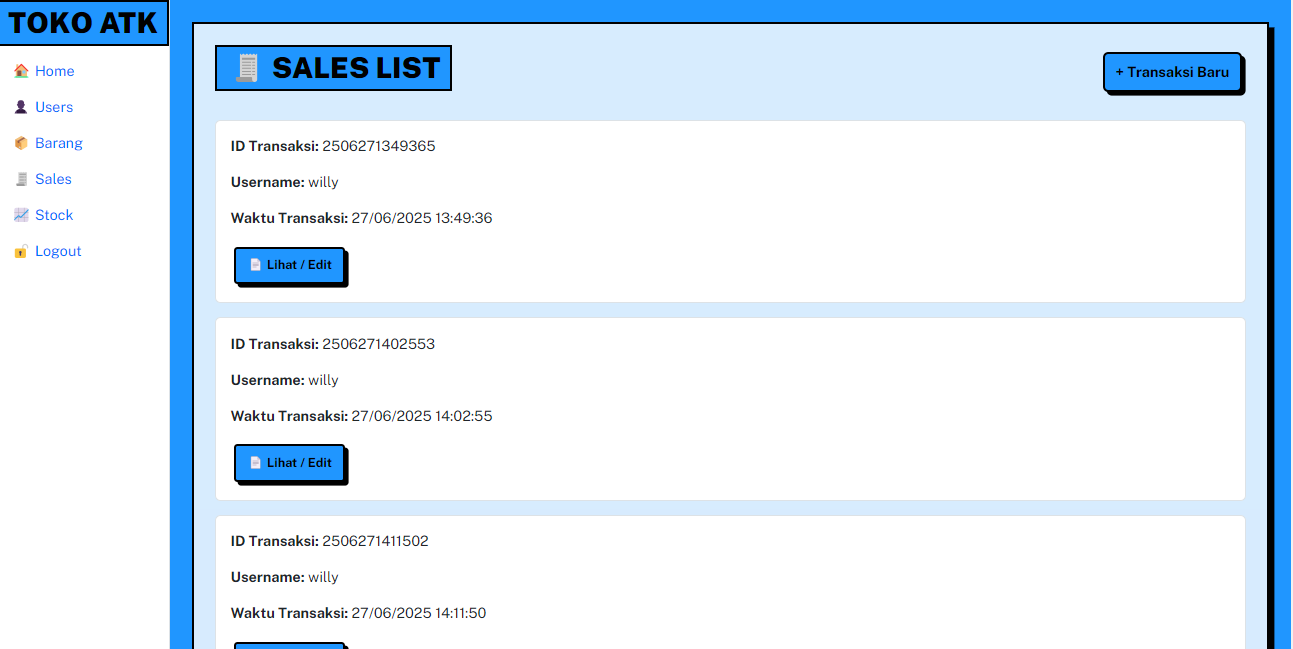 TOKO ATK
Home
Users
Barang
Sales
Stock
Logout
SALES LIST
+ Transaksi Baru
ID Transaksi: 2506271349365
Username: willy
Waktu Transaksi: 27/06/2025 13:49:36
Lihat / Edit
ID Transaksi: 2506271402553
Username: willy
Waktu Transaksi: 27/06/2025 14:02:55
Lihat / Edit
ID Transaksi: 2506271411502
Username: willy
Waktu Transaksi: 27/06/2025 14:11:50